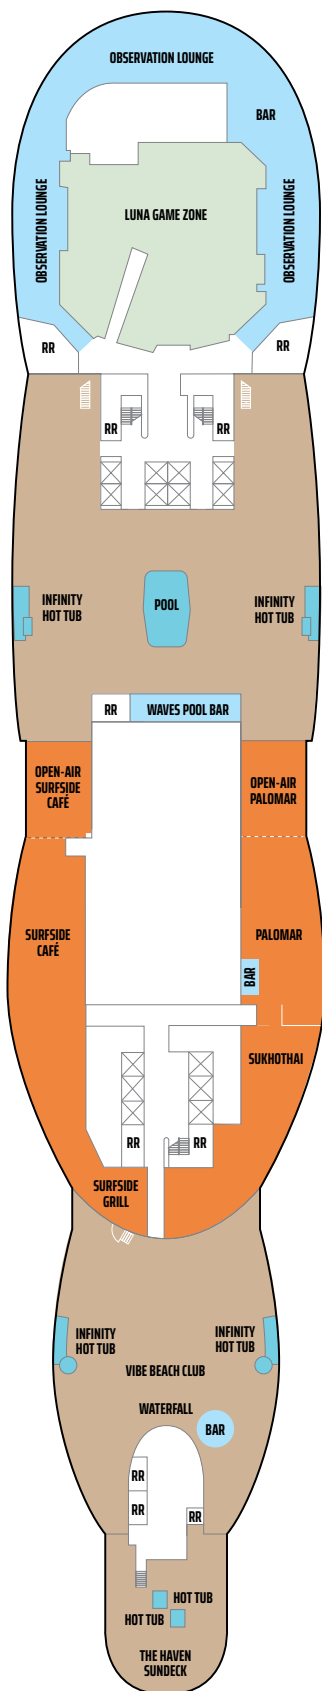 OBSERVATION LOUNGE
BAR
OBSERVATION LOUNGE
LUNA GAME ZONE
OBSERVATION LOUNGE
RR
RR
RR
RR
INFINITY
HOT TUB
POOL
INFINITY
HOT TUB
RR
WAVES POOL BAR
OPEN-AIR
SURFSIDE
CAFÉ
OPEN-AIR
PALOMAR
SURFSIDE
CAFÉ
PALOMAR
BAR
SUKHOTHAI
RR
RR
SURFSIDE
GRILL
INFINITY
HOT TUB
INFINITY
HOT TUB
VIBE BEACH CLUB
WATERFALL
BAR
RR
RR
RR
HOT TUB
HOT TUB
THE HAVEN
SUNDECK